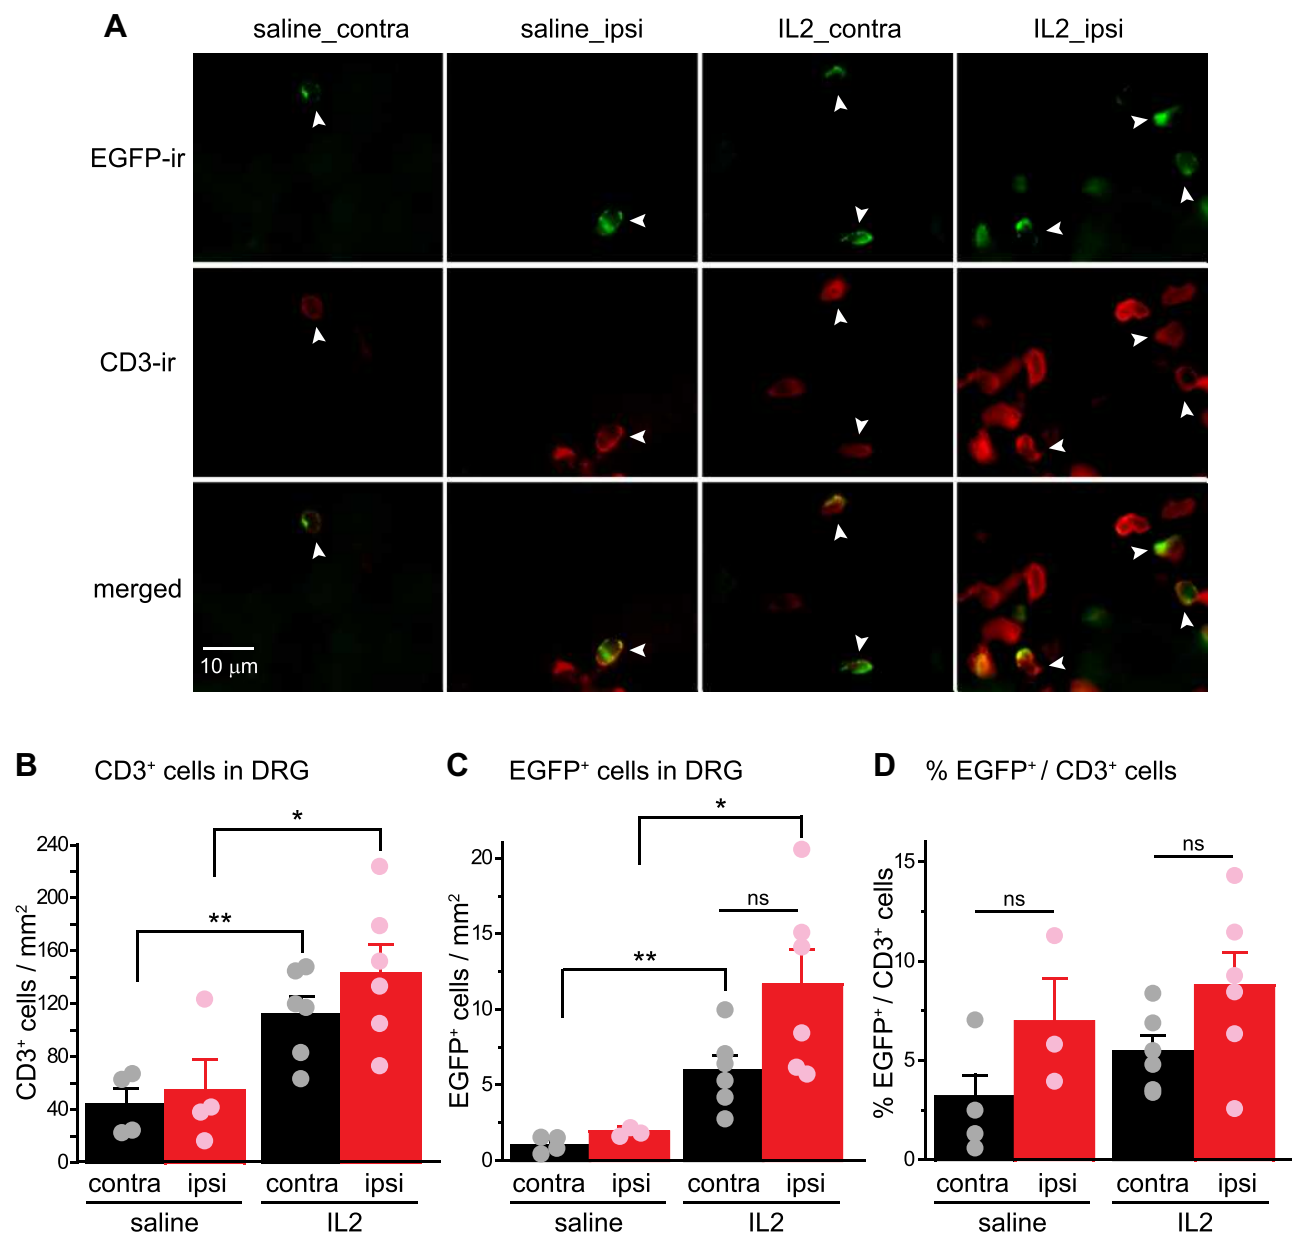 A
saline_contra saline_ipsi IL2_contra IL2_ipsi
EGFP-ir
CD3-ir
merged
10 μm
B CD3⁺ cells in DRG
CD3⁺ cells / mm²
240
200
160
120
80
40
0
**
*
contra ipsi contra ipsi
saline IL2
C EGFP⁺ cells in DRG
EGFP⁺ cells / mm²
20
15
10
5
0
**
ns
*
contra ipsi contra ipsi
saline IL2
D % EGFP⁺ / CD3⁺ cells
% EGFP⁺ / CD3⁺ cells
15
10
5
0
ns
ns
contra ipsi contra ipsi
saline IL2